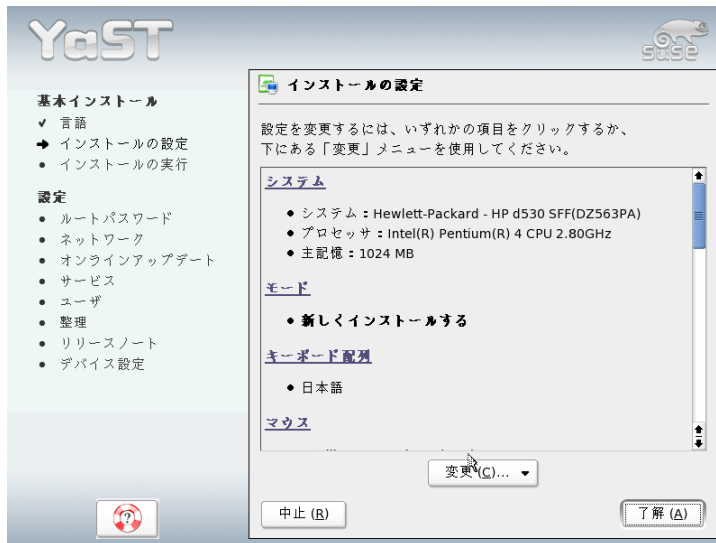 YaST
SUSE
基本インストール
言語
インストールの設定
インストールの実行
設定
ルートパスワード
ネットワーク
オンラインアップデート
サービス
ユーザ
整理
リリースノート
デバイス設定
インストールの設定
設定を変更するには、いずれかの項目をクリックするか、
下にある「変更」メニューを使用してください。
システム
システム : Hewlett-Packard - HP d530 SFF(DZ563PA)
プロセッサ : Intel(R) Pentium(R) 4 CPU 2.80GHz
主記憶 : 1024 MB
モード
新しくインストールする
キーボード配列
日本語
マウス
変更 (C)...
中止 (R)
了解 (A)